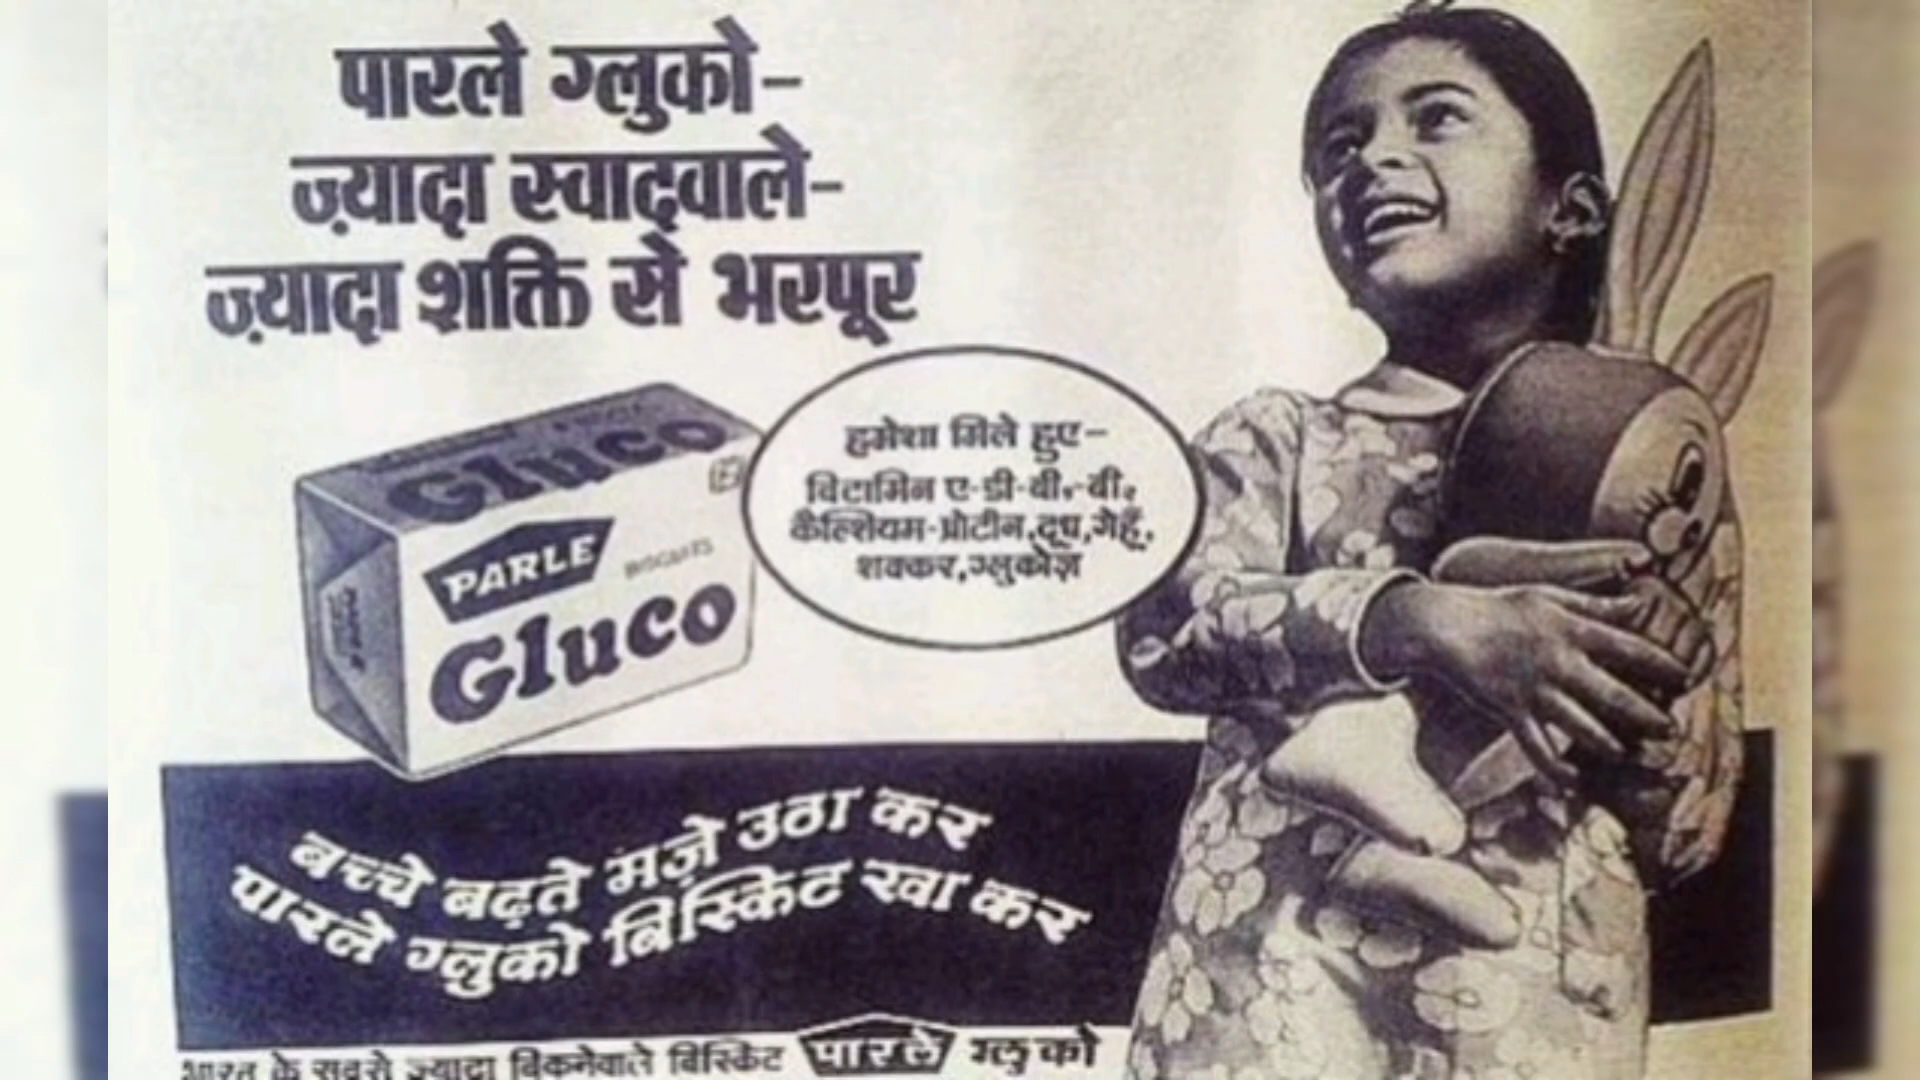 पारले ग्लुको-
ज़्यादा स्वादवाले-
ज़्यादा शक्ति से भरपूर
हमेशा मिले हुए-
विटामिन ए-डी-बी₁-बी₂
कैल्शियम-प्रोटीन,दूध,गेहूँ,
शक्कर,ग्लुकोज़
Gluco
PARLE BISCUITS
Gluco
बच्चे बढ़ते मज़े उठा कर
पारले ग्लुको बिस्किट खा कर
भारत के सबसे ज़्यादा बिकनेवाले बिस्किट पारले ग्लुको